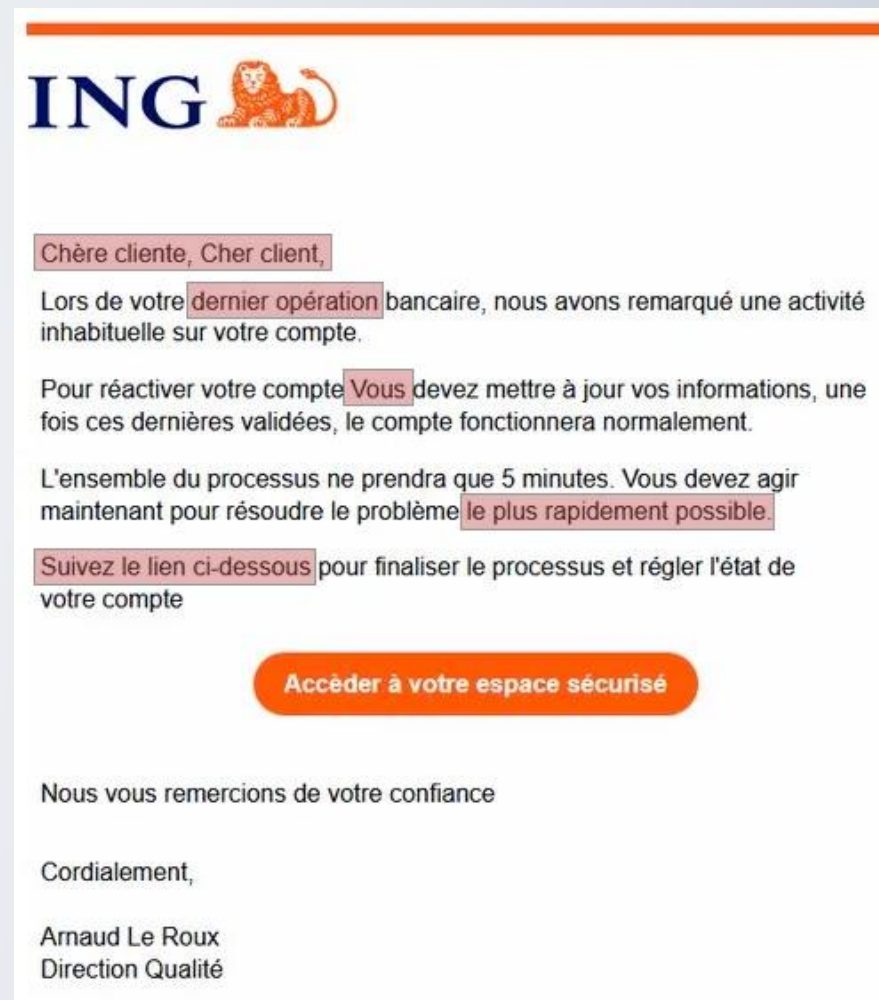 ING
Chère cliente, Cher client,
Lors de votre dernier opération bancaire, nous avons remarqué une activité
inhabituelle sur votre compte.
Pour réactiver votre compte Vous devez mettre à jour vos informations, une
fois ces dernières validées, le compte fonctionnera normalement.
L'ensemble du processus ne prendra que 5 minutes. Vous devez agir
maintenant pour résoudre le problème le plus rapidement possible.
Suivez le lien ci-dessous pour finaliser le processus et régler l'état de
votre compte
Accèder à votre espace sécurisé
Nous vous remercions de votre confiance
Cordialement,
Arnaud Le Roux
Direction Qualité